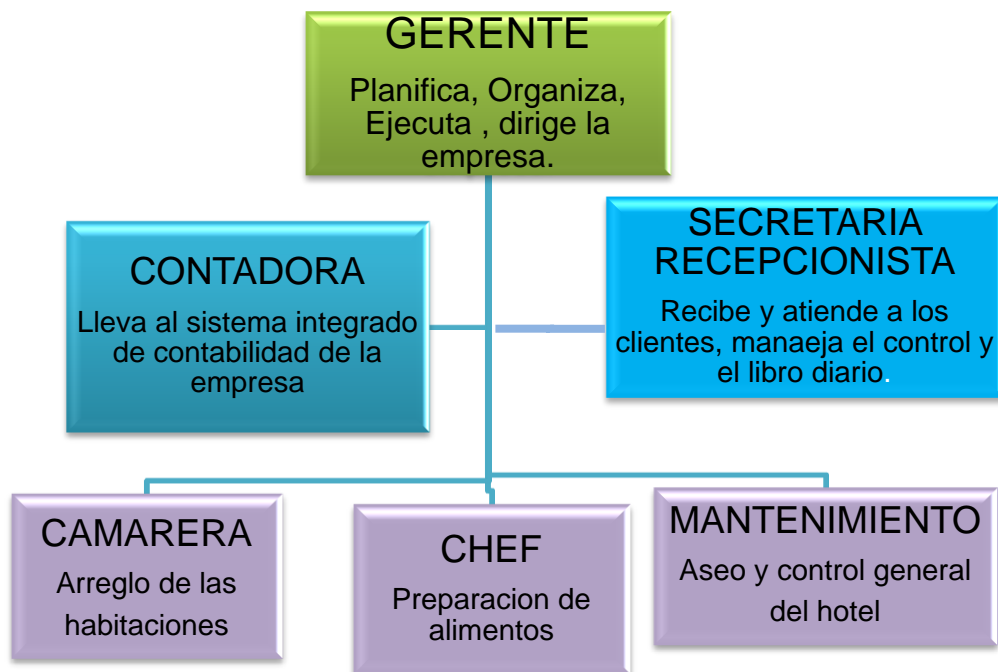 GERENTE
Planifica, Organiza,
Ejecuta , dirige la
empresa.
CONTADORA
Lleva al sistema integrado
de contabilidad de la
empresa
SECRETARIA
RECEPCIONISTA
Recibe y atiende a los
clientes, manaeja el control y
el libro diario.
CAMARERA
Arreglo de las
habitaciones
CHEF
Preparacion de
alimentos
MANTENIMIENTO
Aseo y control general
del hotel